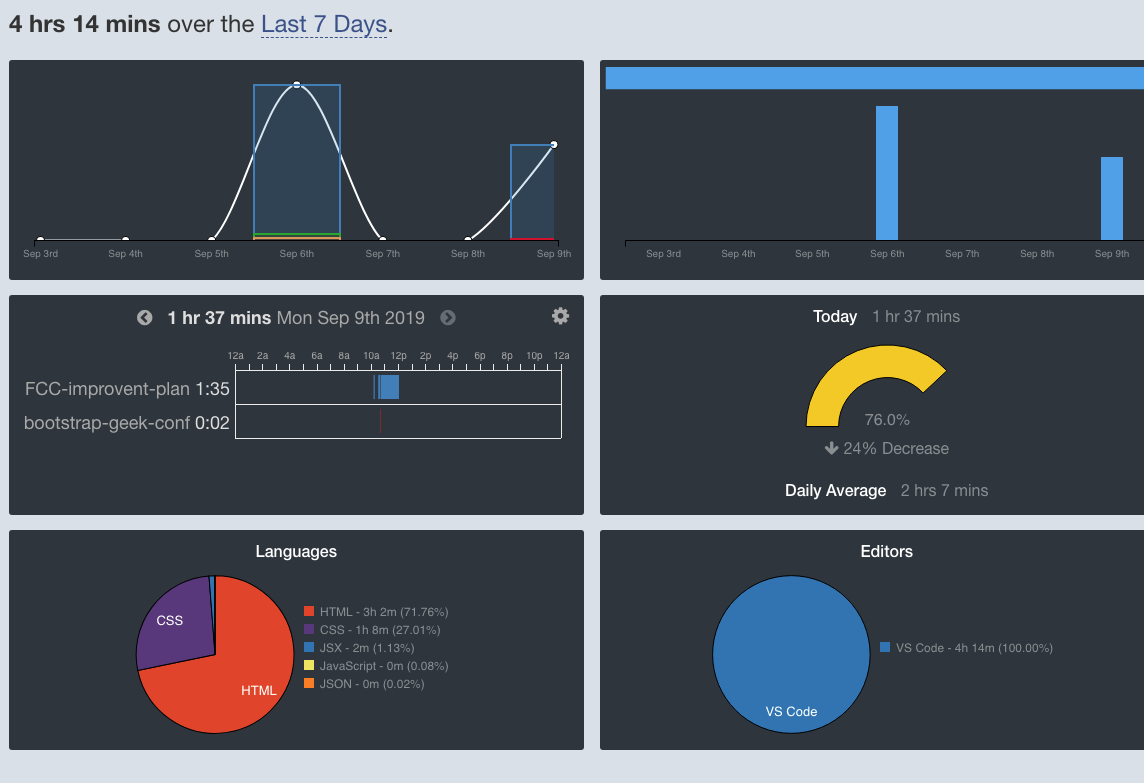 4 hrs 14 mins over the Last 7 Days.
Sep 3rd Sep 4th Sep 5th Sep 6th Sep 7th Sep 8th Sep 9th
Sep 3rd Sep 4th Sep 5th Sep 6th Sep 7th Sep 8th Sep 9th
1 hr 37 mins Mon Sep 9th 2019
12a 2a 4a 6a 8a 10a 12p 2p 4p 6p 8p 10p 12a
FCC-improvent-plan 1:35
bootstrap-geek-conf 0:02
Today 1 hr 37 mins
76.0%
24% Decrease
Daily Average 2 hrs 7 mins
Languages
CSS
HTML
HTML - 3h 2m (71.76%)
CSS - 1h 8m (27.01%)
JSX - 2m (1.13%)
JavaScript - 0m (0.08%)
JSON - 0m (0.02%)
Editors
VS Code
VS Code - 4h 14m (100.00%)